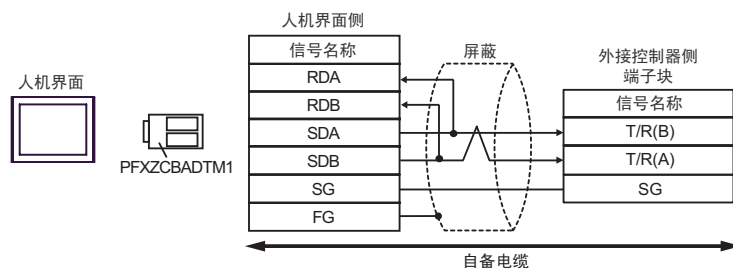 人机界面
PFXZCBADTM1
人机界面侧
信号名称
RDA
RDB
SDA
SDB
SG
FG
屏蔽
外接控制器侧
端子块
信号名称
T/R(B)
T/R(A)
SG
自备电缆